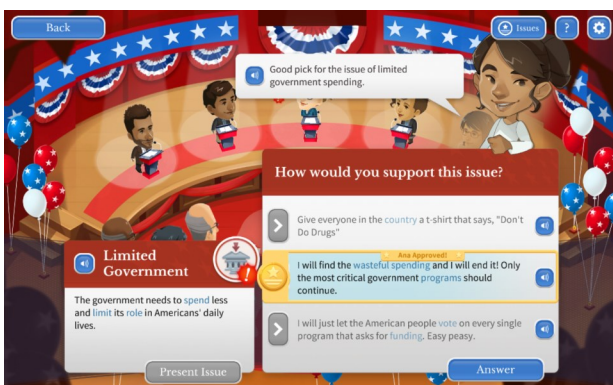 Back
Issues
?
Good pick for the issue of limited
government spending.
How would you support this issue?
Give everyone in the country a t-shirt that says, "Don't
Do Drugs"
Ana Approved!
I will find the wasteful spending and I will end it! Only
the most critical government programs should
continue.
I will just let the American people vote on every single
program that asks for funding. Easy peasy.
Answer
Limited
Government
!
The government needs to spend less
and limit its role in Americans' daily
lives.
Present Issue